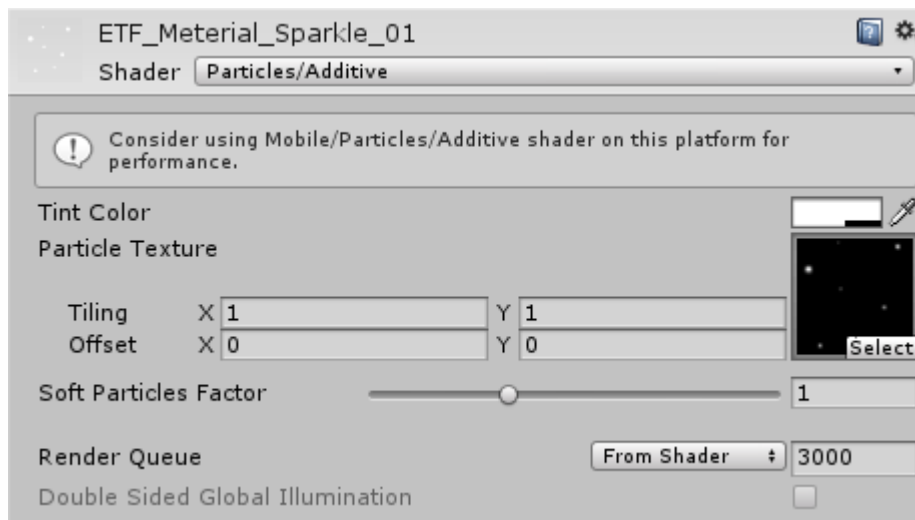 ETF_Meterial_Sparkle_01
Shader Particles/Additive
Consider using Mobile/Particles/Additive shader on this platform for
performance.
Tint Color
Particle Texture
Tiling X 1 Y 1
Offset X 0 Y 0
Select
Soft Particles Factor 1
Render Queue From Shader 3000
Double Sided Global Illumination